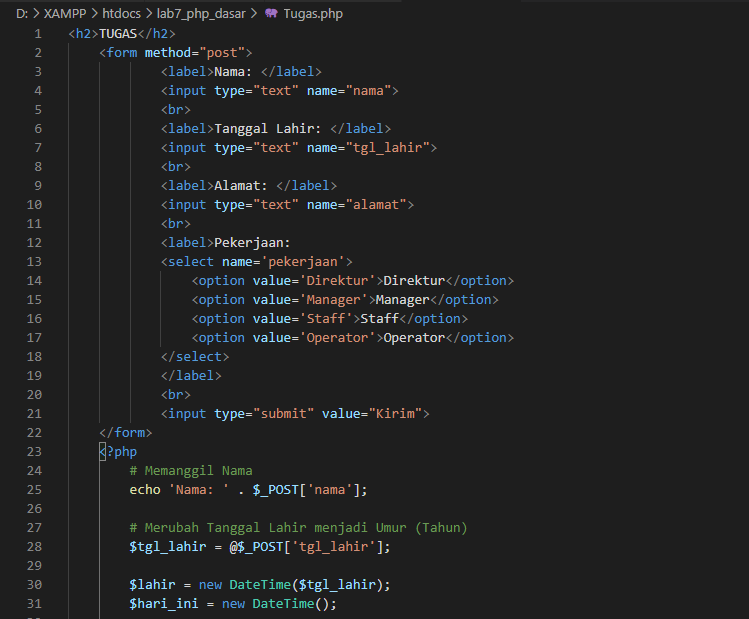 D: > XAMPP > htdocs > lab7_php_dasar > Tugas.php
1 <h2>TUGAS</h2>
2 <form method="post">
3 <label>Nama: </label>
4 <input type="text" name="nama">
5 <br>
6 <label>Tanggal Lahir: </label>
7 <input type="text" name="tgl_lahir">
8 <br>
9 <label>Alamat: </label>
10 <input type="text" name="alamat">
11 <br>
12 <label>Pekerjaan:
13 <select name='pekerjaan'>
14 <option value='Direktur'>Direktur</option>
15 <option value='Manager'>Manager</option>
16 <option value='Staff'>Staff</option>
17 <option value='Operator'>Operator</option>
18 </select>
19 </label>
20 <br>
21 <input type="submit" value="Kirim">
22 </form>
23 <?php
24 # Memanggil Nama
25 echo 'Nama: ' . $_POST['nama'];
26
27 # Merubah Tanggal Lahir menjadi Umur (Tahun)
28 $tgl_lahir = @$_POST['tgl_lahir'];
29
30 $lahir = new DateTime($tgl_lahir);
31 $hari_ini = new DateTime();